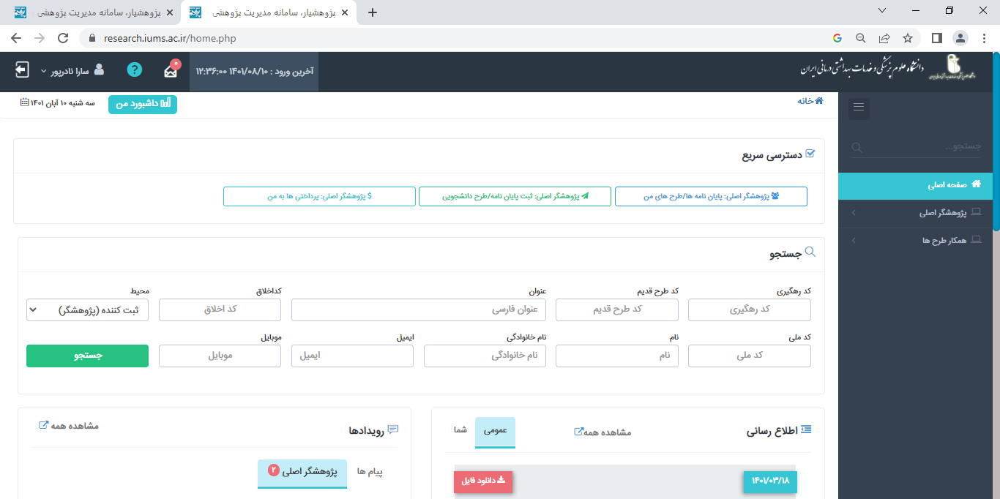 پژوهشیار، سامانه مدیریت پژوهشی
پژوهشیار، سامانه مدیریت پژوهشی
research.iums.ac.ir/home.php
دانشگاه علوم پزشکی و خدمات بهداشتی درمانی ایران
آخرین ورود : ۱۴۰۱/۰۸/۱۰ ۱۲:۳۶:۰۰
۰
?
سارا نادرپور
خانه
داشبورد من
سه شنبه ۱۰ آبان ۱۴۰۱
جستجو...
صفحه اصلی
پژوهشگر اصلی
همکار طرح ها
دسترسی سریع
پژوهشگر اصلی: پایان نامه ها/طرح های من
پژوهشگر اصلی: ثبت پایان نامه/طرح دانشجویی
$ پژوهشگر اصلی: پرداختی ها به من
جستجو
کد رهگیری
کد طرح قدیم
عنوان
کداخلاق
محیط
کد رهگیری
کد طرح قدیم
عنوان فارسی
کد اخلاق
ثبت کننده (پژوهشگر)
کد ملی
نام
نام خانوادگی
ایمیل
موبایل
کد ملی
نام
نام خانوادگی
ایمیل
موبایل
جستجو
اطلاع رسانی
مشاهده همه
عمومی
شما
۱۴۰۱/۰۳/۱۸
دانلود فایل
رویدادها
مشاهده همه
پیام ها
پژوهشگر اصلی ۲